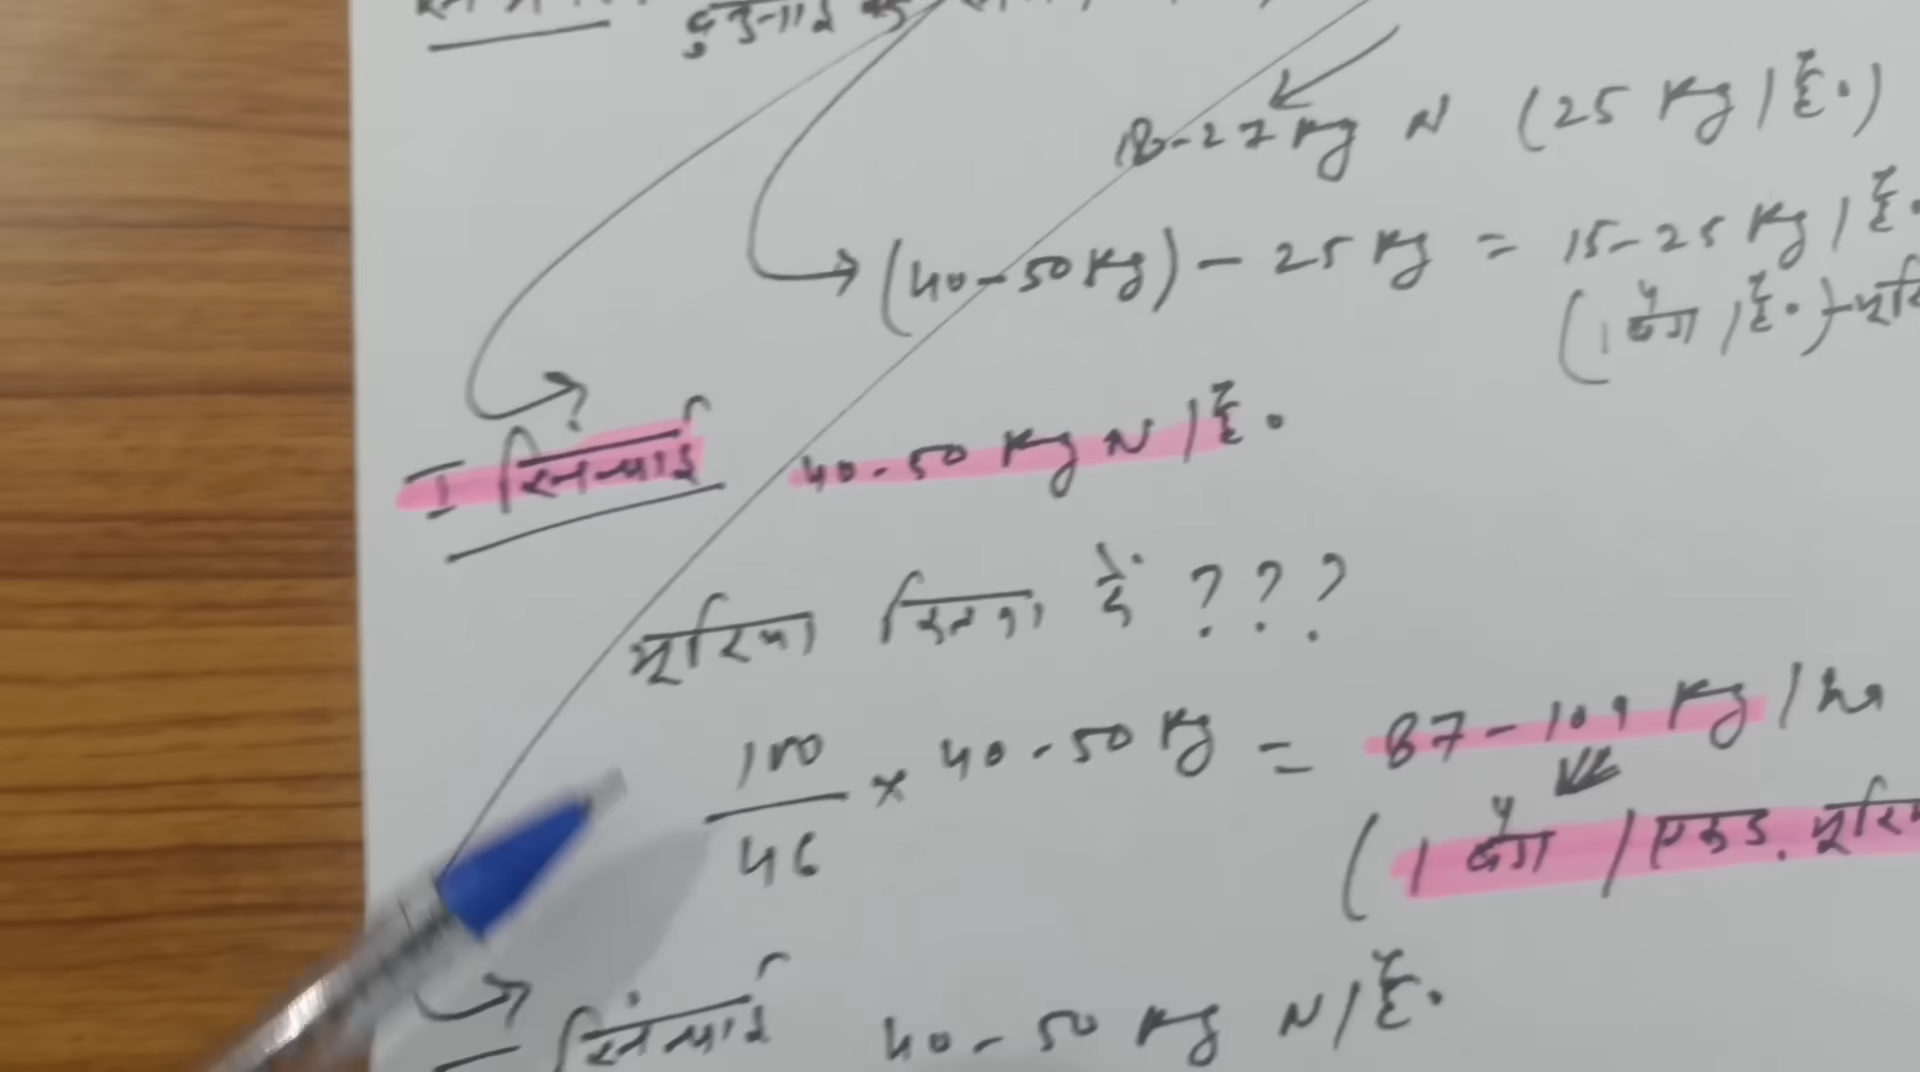 18-27 Kg N (25 Kg/हे.)
(40-50 Kg) - 25 Kg = 15-25 Kg/हे.
(1 बैग/हे.)
I सिंचाई 40-50 Kg N/हे.
यूरिया कितना दें ???
100/46 × 40-50 Kg = 87-109 Kg/ha
(1 बैग/एकड़.
सिंचाई 40-50 Kg N/हे.